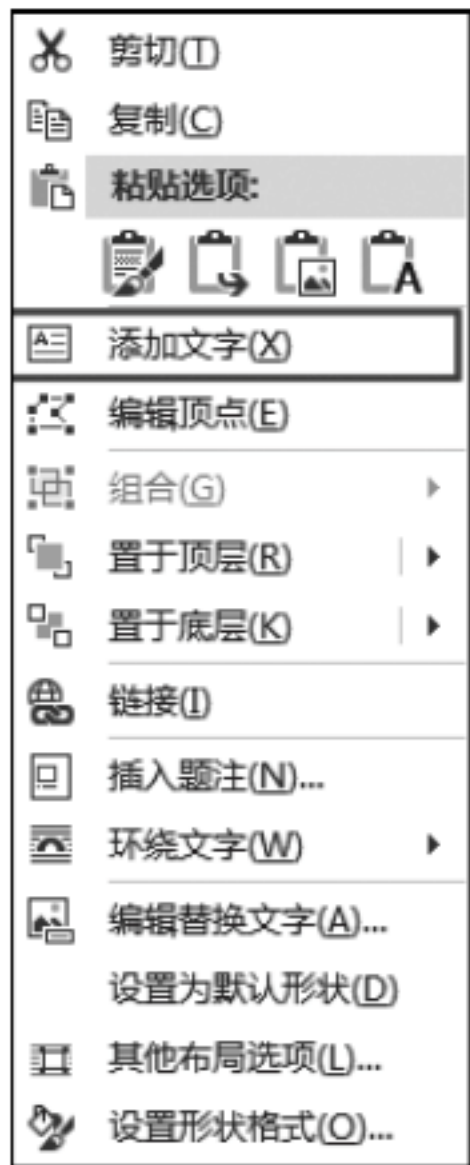 剪切(T)
复制(C)
粘贴选项:
添加文字(X)
编辑顶点(E)
组合(G)
置于顶层(R)
置于底层(K)
链接(I)
插入题注(N)...
环绕文字(W)
编辑替换文字(A)...
设置为默认形状(D)
其他布局选项(L)...
设置形状格式(O)...